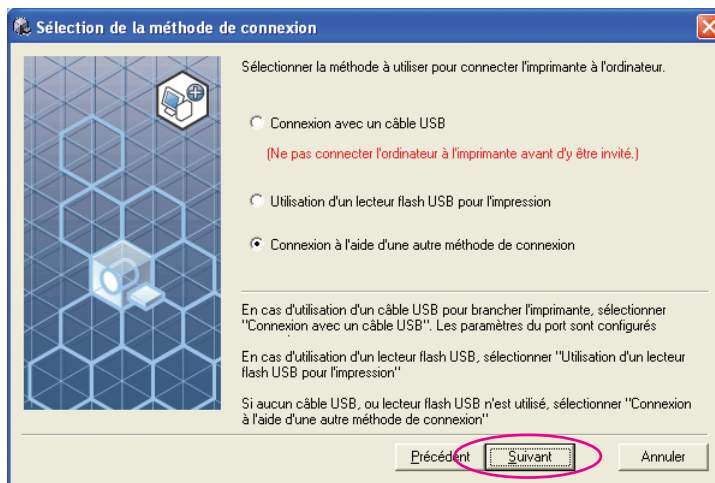 Sélection de la méthode de connexion
Sélectionner la méthode à utiliser pour connecter l'imprimante à l'ordinateur.
Connexion avec un câble USB
(Ne pas connecter l'ordinateur à l'imprimante avant d'y être invité.)
Utilisation d'un lecteur flash USB pour l'impression
Connexion à l'aide d'une autre méthode de connexion
En cas d'utilisation d'un câble USB pour brancher l'imprimante, sélectionner
"Connexion avec un câble USB". Les paramètres du port sont configurés
En cas d'utilisation d'un lecteur flash USB, sélectionner "Utilisation d'un lecteur
flash USB pour l'impression"
Si aucun câble USB, ou lecteur flash USB n'est utilisé, sélectionner "Connexion
à l'aide d'une autre méthode de connexion"
Précédent Suivant Annuler